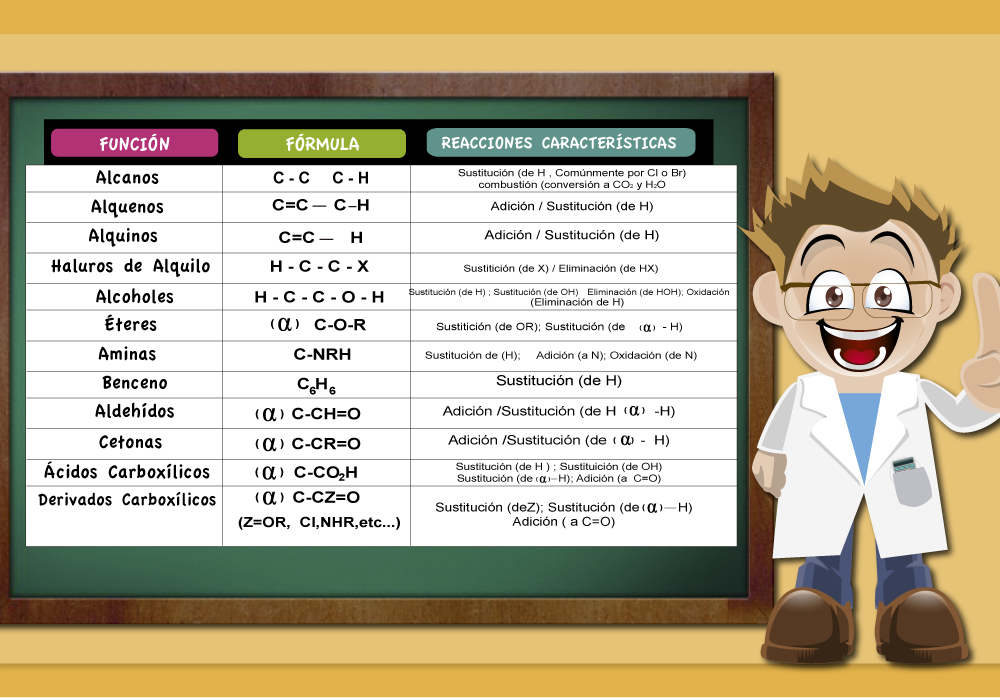 FUNCIÓN FÓRMULA REACCIONES CARACTERÍSTICAS
Alcanos C - C C - H Sustitución (de H , Comúnmente por Cl o Br)
combustión (conversión a CO₂ y H₂O
Alquenos C=C — C–H Adición / Sustitución (de H)
Alquinos C=C — H Adición / Sustitución (de H)
Haluros de Alquilo H - C - C - X Sustitición (de X) / Eliminación (de HX)
Alcoholes H - C - C - O - H Sustitución (de H) ; Sustitución (de OH) Eliminación (de HOH); Oxidación
(Eliminación de H)
Éteres (α) C-O-R Sustitición (de OR); Sustitución (de (α) - H)
Aminas C-NRH Sustitución de (H); Adición (a N); Oxidación (de N)
Benceno C₆H₆ Sustitución (de H)
Aldehídos (α) C-CH=O Adición /Sustitución (de H (α) -H)
Cetonas (α) C-CR=O Adición /Sustitución (de (α) - H)
Ácidos Carboxílicos (α) C-CO₂H Sustitución (de H ) ; Sustituición (de OH)
Sustitución (de (α)—H); Adición (a C=O)
Derivados Carboxílicos (α) C-CZ=O
(Z=OR, Cl,NHR,etc...) Sustitución (deZ); Sustitución (de (α)—H)
Adición ( a C=O)